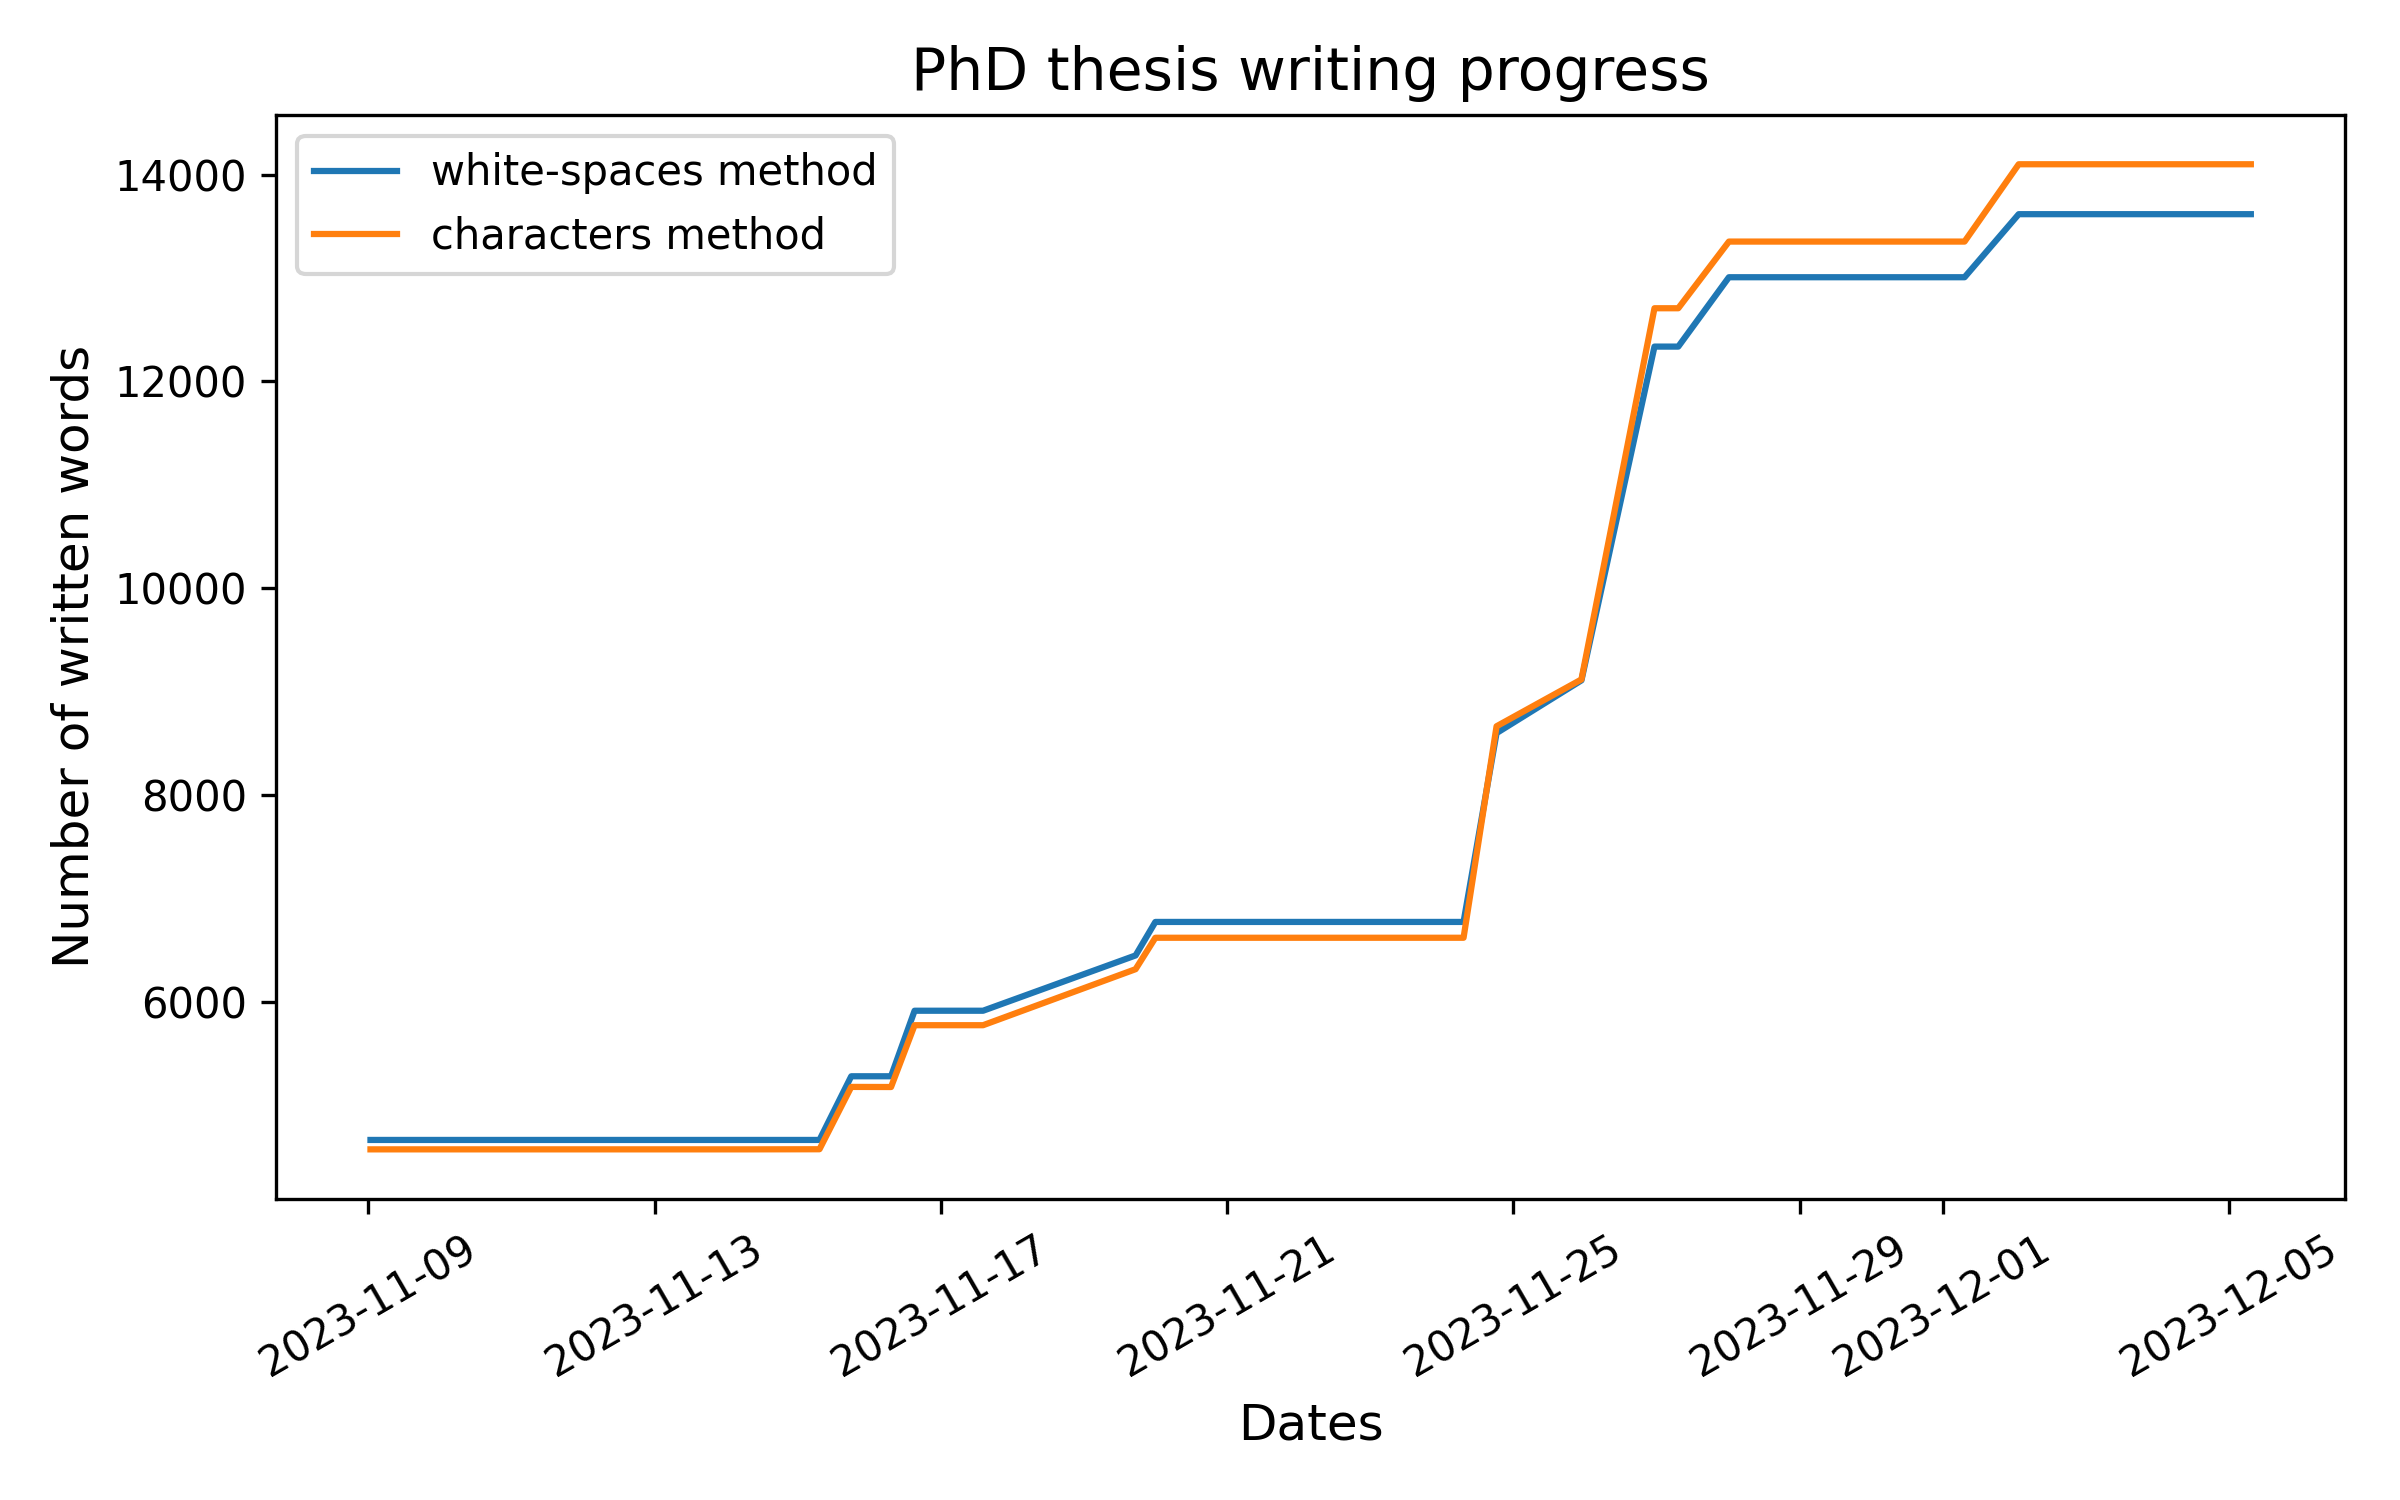 PhD thesis writing progress
white-spaces method
characters method
Number of written words
14000
12000
10000
8000
6000
2023-11-09
2023-11-13
2023-11-17
2023-11-21
2023-11-25
2023-11-29
2023-12-01
2023-12-05
Dates